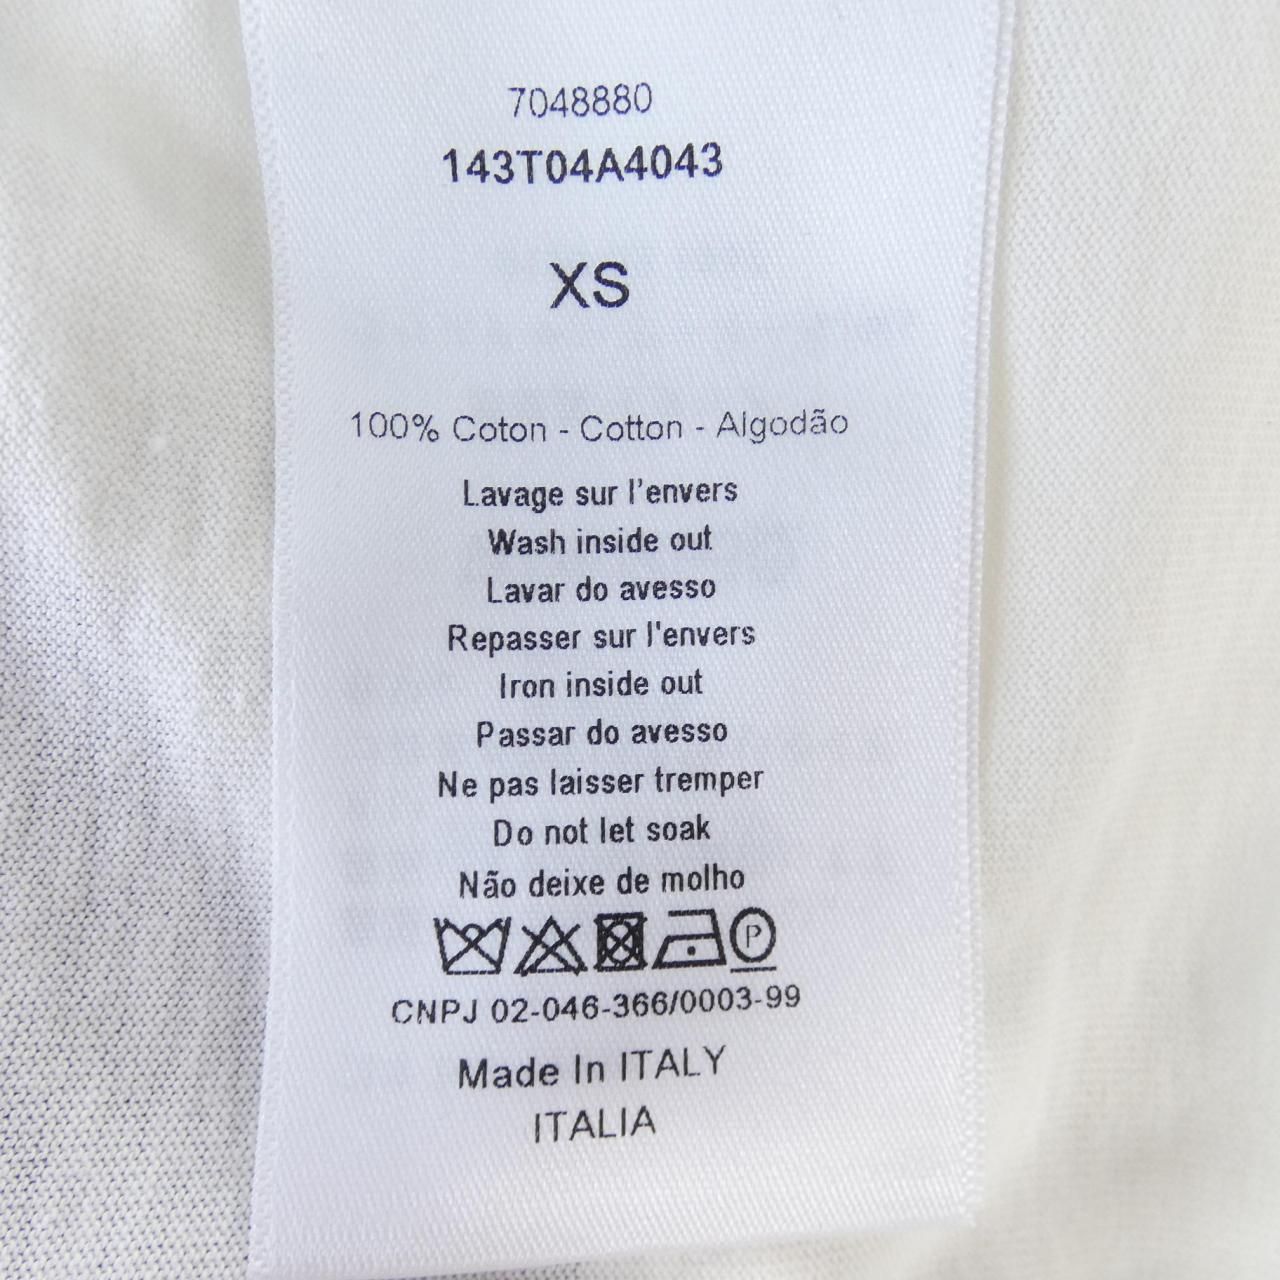 7048880
143T04A4043
XS
100% Coton - Cotton - Algodão
Lavage sur l'envers
Wash inside out
Lavar do avesso
Repasser sur l'envers
Iron inside out
Passar do avesso
Ne pas laisser tremper
Do not let soak
Não deixe de molho
P
CNPJ 02-046-366/0003-99
Made In ITALY
ITALIA